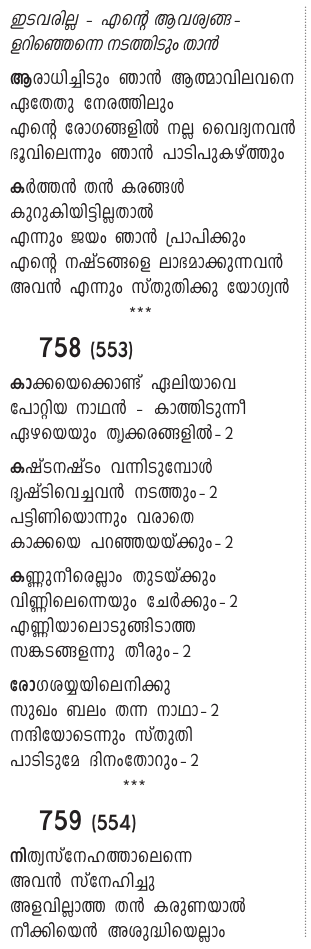 ഇടവരില്ല - എന്റെ ആവശ്യങ്ങ-
ളറിഞ്ഞെന്നെ നടത്തിടും താൻ
ആരാധിച്ചിടും ഞാൻ ആത്മാവിലവനെ
ഏതേതു നേരത്തിലും
എന്റെ രോഗങ്ങളിൽ നല്ല വൈദ്യനവൻ
ഭൂവിലെന്നും ഞാൻ പാടിപുകഴ്ത്തും
കർത്തൻ തൻ കരങ്ങൾ
കുറുകിയിട്ടില്ലതാൽ
എന്നും ജയം ഞാൻ പ്രാപിക്കും
എന്റെ നഷ്ടങ്ങളെ ലാഭമാക്കുന്നവൻ
അവൻ എന്നും സ്തുതിക്കു യോഗ്യൻ
***
758 (553)
കാക്കയെക്കൊണ്ട് ഏലിയാവെ
പോറ്റിയ നാഥൻ - കാത്തിടുന്നീ
ഏഴയെയും തൃക്കരങ്ങളിൽ-2
കഷ്ടനഷ്ടം വന്നിടുമ്പോൾ
ദൃഷ്ടിവെച്ചവൻ നടത്തും-2
പട്ടിണിയൊന്നും വരാതെ
കാക്കയെ പറഞ്ഞയയ്ക്കും-2
കണ്ണുനീരെല്ലാം തുടയ്ക്കും
വിണ്ണിലെന്നെയും ചേർക്കും-2
എണ്ണിയാലൊടുങ്ങിടാത്ത
സങ്കടങ്ങളന്നു തീരും-2
രോഗശയ്യയിലെനിക്കു
സുഖം ബലം തന്ന നാഥാ-2
നന്ദിയോടെന്നും സ്തുതി
പാടിടുമേ ദിനംതോറും-2
***
759 (554)
നിത്യസ്നേഹത്താലെന്നെ
അവൻ സ്നേഹിച്ചു
അളവില്ലാത്ത തൻ കരുണയാൽ
നീക്കിയെൻ അശുദ്ധിയെല്ലാം